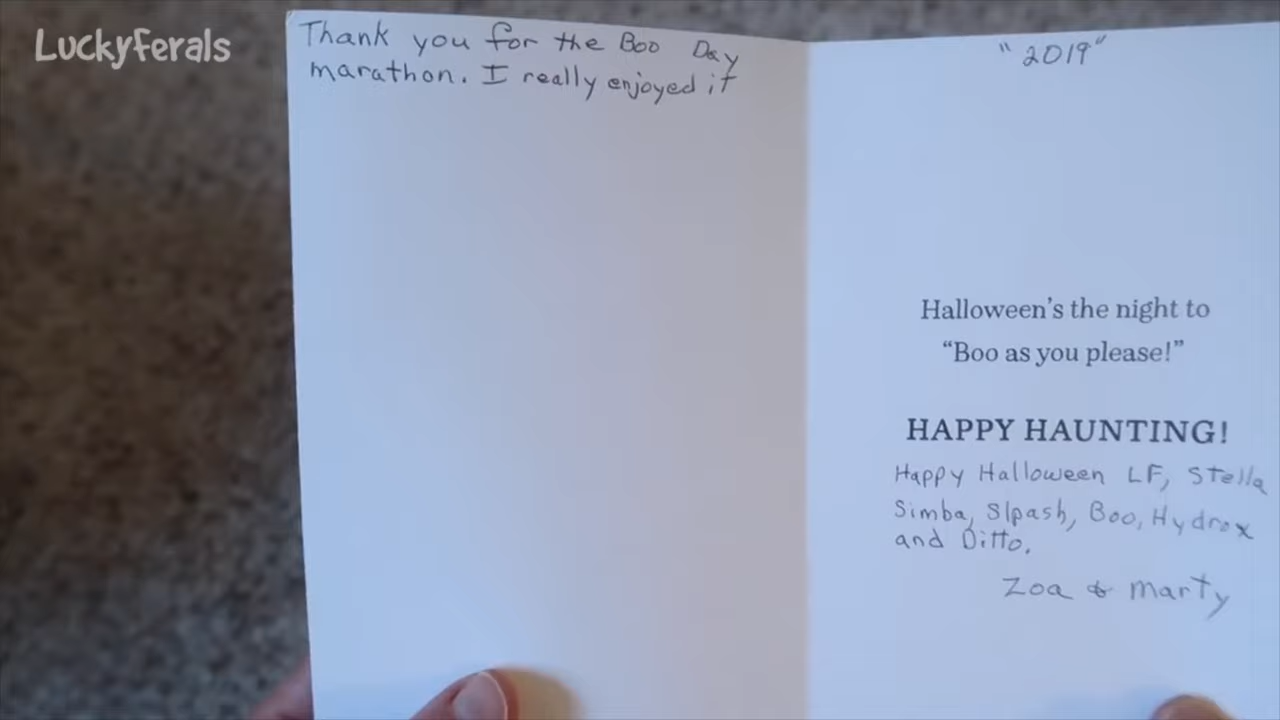 LuckyFerals
Thank you for the Boo Day
marathon. I really enjoyed it
"2019"
Halloween's the night to
“Boo as you please!”
HAPPY HAUNTING!
Happy Halloween LF, Stella
Simba, Slpash, Boo, Hydrox
and Ditto.
Zoa & Marty